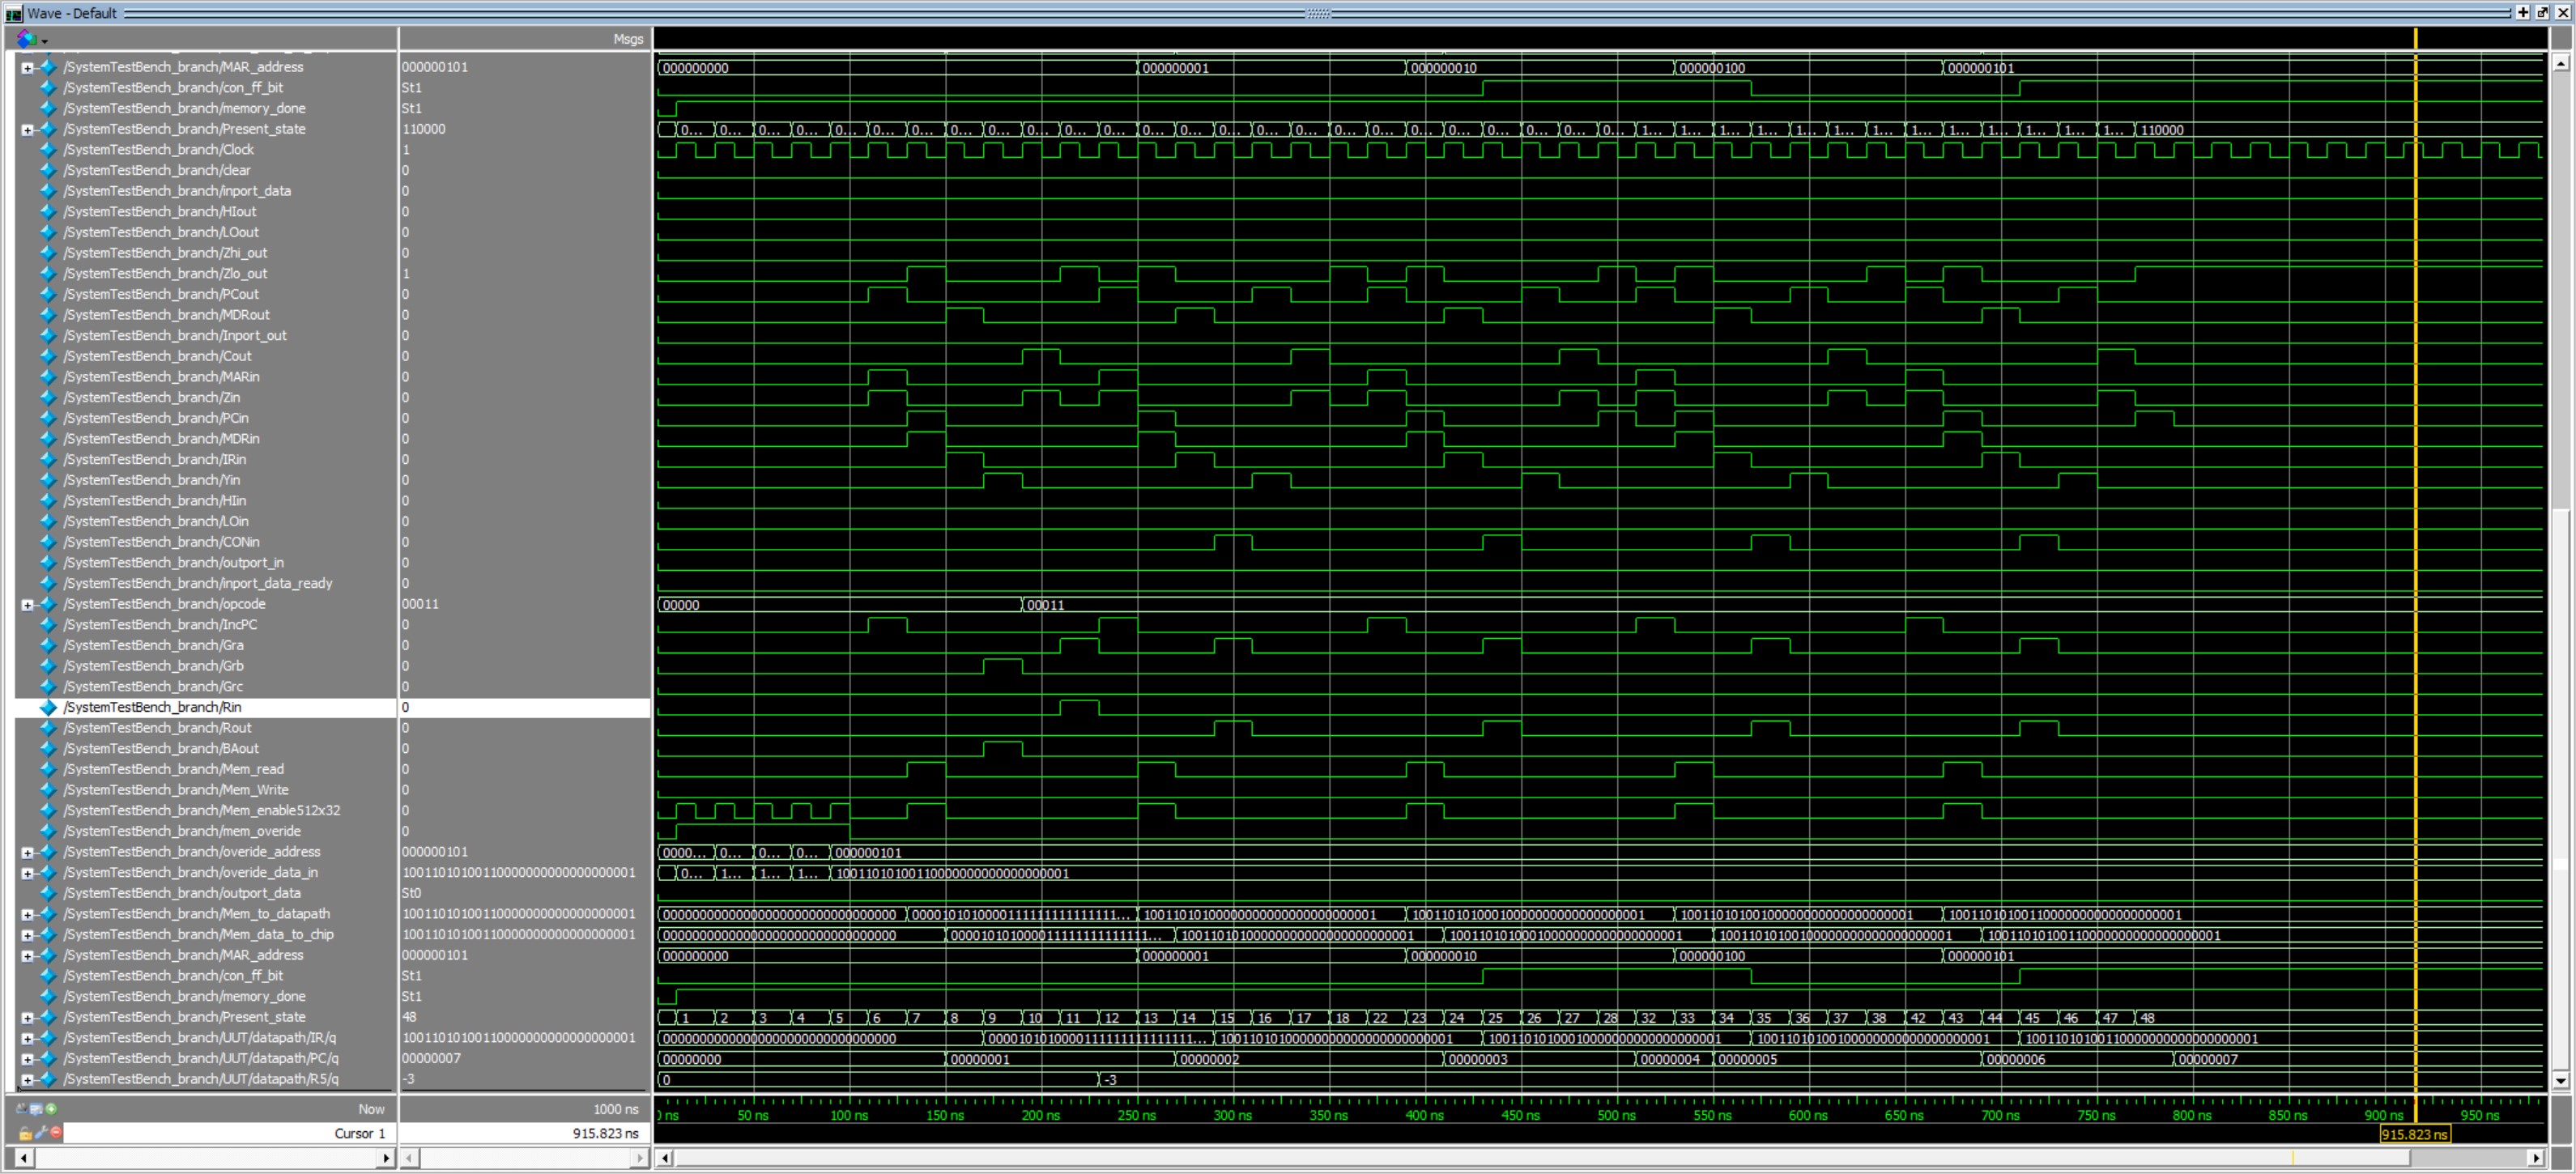 Wave - Default
Msgs
/SystemTestBench_branch/MAR_address 000000101 000000000 000000001 000000010 000000100 000000101
/SystemTestBench_branch/con_ff_bit St1
/SystemTestBench_branch/memory_done St1
/SystemTestBench_branch/Present_state 110000 0... 0... 0... 0... 0... 0... 0... 0... 0... 0... 0... 0... 0... 0... 0... 0... 0... 0... 0... 0... 0... 0... 0... 0... 0... 1... 1... 1... 1... 1... 1... 1... 1... 1... 1... 1... 1... 1... 110000
/SystemTestBench_branch/Clock 1
/SystemTestBench_branch/clear 0
/SystemTestBench_branch/inport_data 0
/SystemTestBench_branch/HIout 0
/SystemTestBench_branch/LOout 0
/SystemTestBench_branch/Zhi_out 0
/SystemTestBench_branch/Zlo_out 1
/SystemTestBench_branch/PCout 0
/SystemTestBench_branch/MDRout 0
/SystemTestBench_branch/Inport_out 0
/SystemTestBench_branch/Cout 0
/SystemTestBench_branch/MARin 0
/SystemTestBench_branch/Zin 0
/SystemTestBench_branch/PCin 0
/SystemTestBench_branch/MDRin 0
/SystemTestBench_branch/IRin 0
/SystemTestBench_branch/Yin 0
/SystemTestBench_branch/HIin 0
/SystemTestBench_branch/LOin 0
/SystemTestBench_branch/CONin 0
/SystemTestBench_branch/outport_in 0
/SystemTestBench_branch/inport_data_ready 0
/SystemTestBench_branch/opcode 00011 00000 00011
/SystemTestBench_branch/IncPC 0
/SystemTestBench_branch/Gra 0
/SystemTestBench_branch/Grb 0
/SystemTestBench_branch/Grc 0
/SystemTestBench_branch/Rin 0
/SystemTestBench_branch/Rout 0
/SystemTestBench_branch/BAout 0
/SystemTestBench_branch/Mem_read 0
/SystemTestBench_branch/Mem_Write 0
/SystemTestBench_branch/Mem_enable512x32 0
/SystemTestBench_branch/mem_overide 0
/SystemTestBench_branch/overide_address 000000101 0000... 0... 0... 0... 000000101
/SystemTestBench_branch/overide_data_in 10011010100110000000000000000001 0... 1... 1... 1... 10011010100110000000000000000001
/SystemTestBench_branch/outport_data St0
/SystemTestBench_branch/Mem_to_datapath 10011010100110000000000000000001 00000000000000000000000000000000 0000101010000111111111111111... 10011010100000000000000000000001 10011010100010000000000000000001 10011010100100000000000000000001 10011010100110000000000000000001
/SystemTestBench_branch/Mem_data_to_chip 10011010100110000000000000000001 00000000000000000000000000000000 0000101010000111111111111111... 10011010100000000000000000000001 10011010100010000000000000000001 10011010100100000000000000000001 10011010100110000000000000000001
/SystemTestBench_branch/MAR_address 000000101 000000000 000000001 000000010 000000100 000000101
/SystemTestBench_branch/con_ff_bit St1
/SystemTestBench_branch/memory_done St1
/SystemTestBench_branch/Present_state 48 1 2 3 4 5 6 7 8 9 10 11 12 13 14 15 16 17 18 22 23 24 25 26 27 28 32 33 34 35 36 37 38 42 43 44 45 46 47 48
/SystemTestBench_branch/UUT/datapath/IR/q 10011010100110000000000000000001 00000000000000000000000000000000 0000101010000111111111111111... 10011010100000000000000000000001 10011010100010000000000000000001 10011010100100000000000000000001 10011010100110000000000000000001
/SystemTestBench_branch/UUT/datapath/PC/q 00000007 00000000 00000001 00000002 00000003 00000004 00000005 00000006 00000007
/SystemTestBench_branch/UUT/datapath/R5/q -3 0 -3
Now 1000 ns ns 50 ns 100 ns 150 ns 200 ns 250 ns 300 ns 350 ns 400 ns 450 ns 500 ns 550 ns 600 ns 650 ns 700 ns 750 ns 800 ns 850 ns 900 ns 950 ns
Cursor 1 915.823 ns 915.823 ns